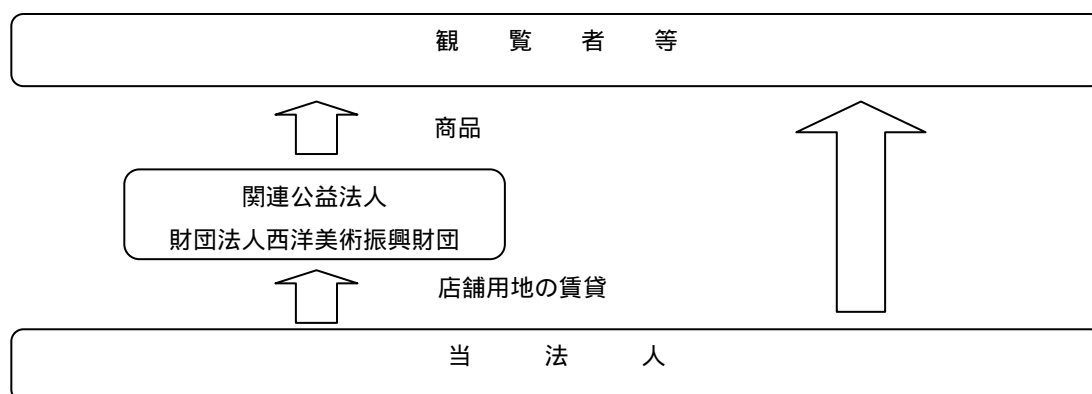 観　覧　者　等
商品
関連公益法人
財団法人西洋美術振興財団
店舗用地の賃貸
当　法　人